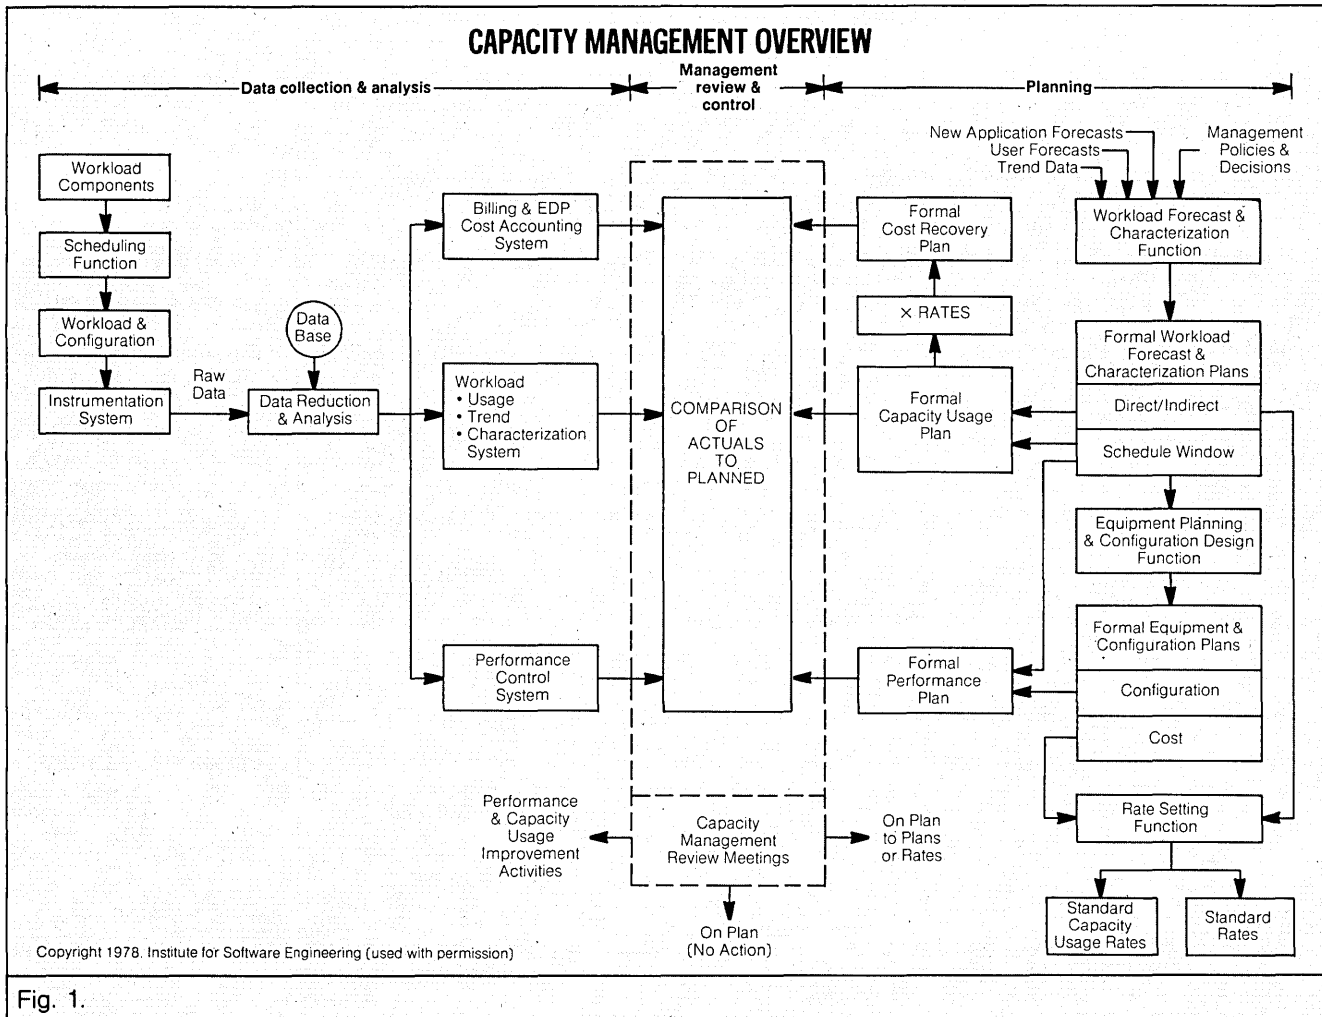 CAPACITY MANAGEMENT OVERVIEW
Data collection & analysis
Management
review &
control
Planning
New Application Forecasts
User Forecasts
Trend Data
Management
Policies &
Decisions
Workload
Components
Scheduling
Function
Workload &
Configuration
Instrumentation
System
Raw
Data
Data
Base
Data Reduction
& Analysis
Billing & EDP
Cost Accounting
System
Workload
• Usage
• Trend
• Characterization
System
Performance
Control
System
COMPARISON
OF
ACTUALS
TO
PLANNED
Formal
Cost Recovery
Plan
× RATES
Formal
Capacity Usage
Plan
Formal
Performance
Plan
Workload Forecast &
Characterization
Function
Formal Workload
Forecast &
Characterization Plans
Direct/Indirect
Schedule Window
Equipment Planning
& Configuration Design
Function
Formal Equipment &
Configuration Plans
Configuration
Cost
Rate Setting
Function
Standard
Capacity
Usage Rates
Standard
Rates
Performance
& Capacity
Usage
Improvement
Activities
Capacity
Management
Review Meetings
On Plan
to Plans
or Rates
On Plan
(No Action)
Copyright 1978, Institute for Software Engineering (used with permission)
Fig. 1.